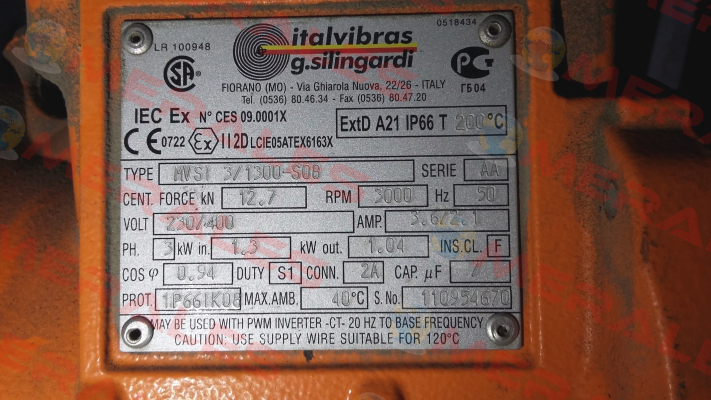 italvibras
g.silingardi
0518434
LR 100948
SA
PC
ГБ04
FIORANO (MO) - Via Ghiarola Nuova, 22/26 - ITALY
Tel. (0536) 80.46.34 - Fax (0536) 80.47.20
IEC Ex N° CES 09.0001X
ExtD A21 IP66 T 200°C
CE 0722 Ex II2D LCIE05ATEX6163X
TYPE MVSI 3/1300-S08 SERIE AA
CENT. FORCE kN 12.7 RPM 3000 Hz 50
VOLT 230/400 AMP. 3.6/2.1
PH. 3 kW in. 1.3 kW out. 1.04 INS.CL. F
COS φ 0.94 DUTY S1 CONN. 2A CAP. µF /
PROT. IP66IK08 MAX.AMB. 40°C S. No. 110954670
MAY BE USED WITH PWM INVERTER -CT- 20 HZ TO BASE FREQUENCY
CAUTION: USE SUPPLY WIRE SUITABLE FOR 120°C